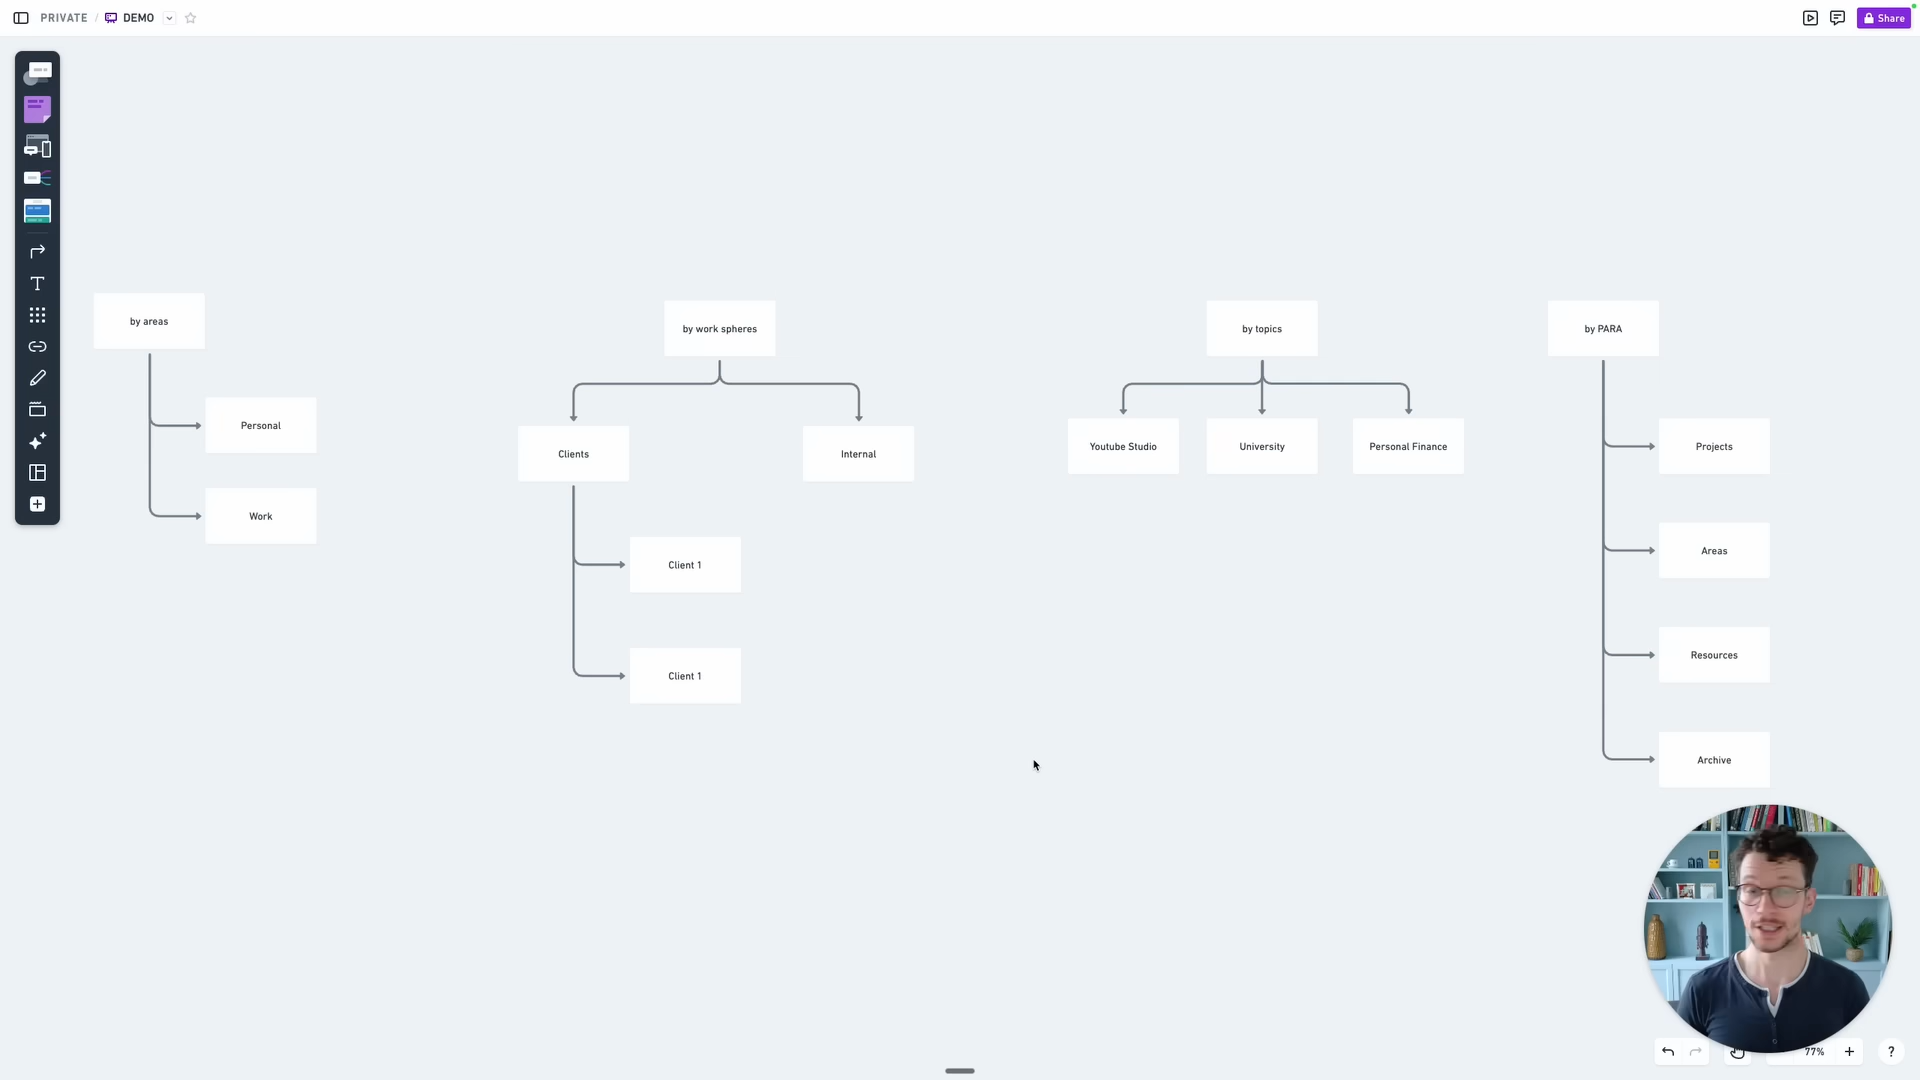 PRIVATE / DEMO
Share
by areas
Personal
Work
by work spheres
Clients
Internal
Client 1
Client 1
by topics
Youtube Studio
University
Personal Finance
by PARA
Projects
Areas
Resources
Archive
77%
?